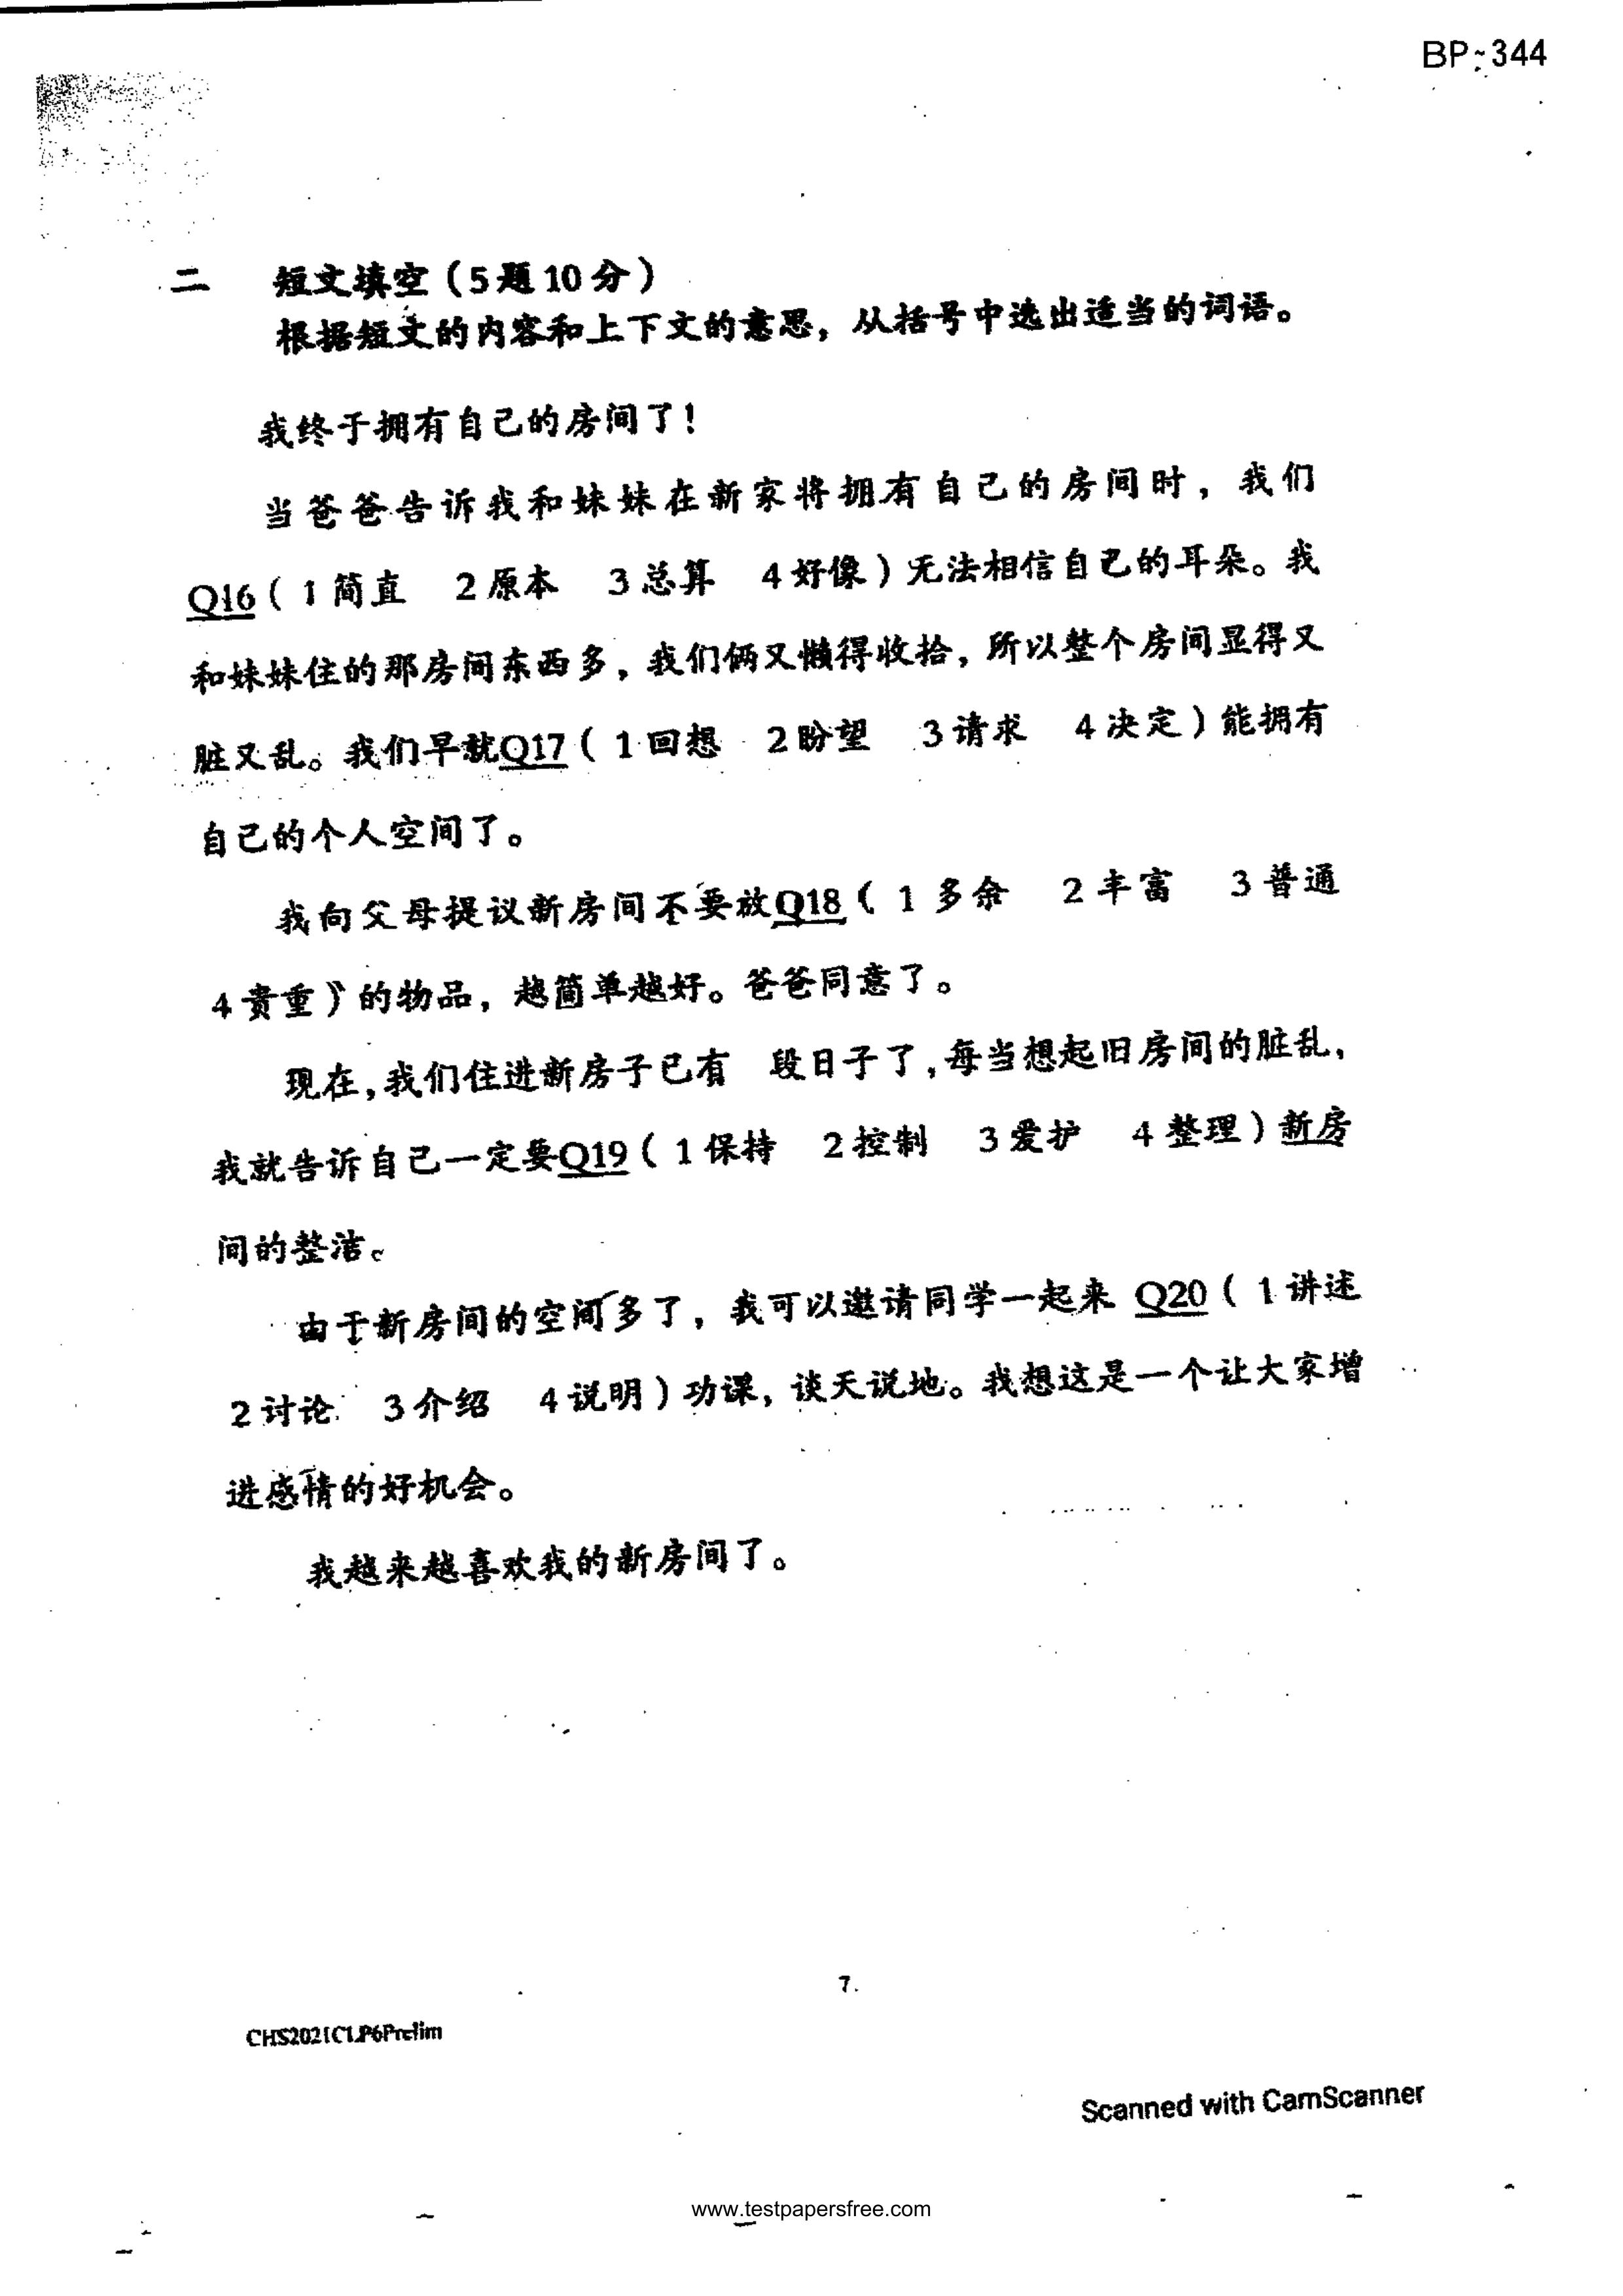 BP~344
二 短文填空（5题10分）
根据短文的内容和上下文的意思，从括号中选出适当的词语。
我终于拥有自己的房间了！
当爸爸告诉我和妹妹在新家将拥有自己的房间时，我们
Q16（1简直 2原本 3总算 4好像）无法相信自己的耳朵。我
和妹妹住的那房间东西多，我们俩又懒得收拾，所以整个房间显得又
脏又乱。我们早就Q17（1回想 2盼望 3请求 4决定）能拥有
自己的个人空间了。
我向父母提议新房间不要放Q18（1多余 2丰富 3普通
4贵重）的物品，越简单越好。爸爸同意了。
现在，我们住进新房子已有 段日子了，每当想起旧房间的脏乱，
我就告诉自己一定要Q19（1保持 2控制 3爱护 4整理）新房
间的整洁。
由于新房间的空间多了，我可以邀请同学一起来 Q20（1讲述
2讨论 3介绍 4说明）功课，谈天说地。我想这是一个让大家增
进感情的好机会。
我越来越喜欢我的新房间了。
7.
CHS2021CLP6Prelim
Scanned with CamScanner
www.testpapersfree.com